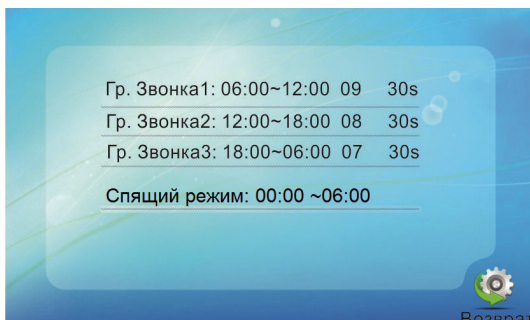 Гр. Звонка1: 06:00~12:00 09 30s
Гр. Звонка2: 12:00~18:00 08 30s
Гр. Звонка3: 18:00~06:00 07 30s
Спящий режим: 00:00 ~06:00
Возврат